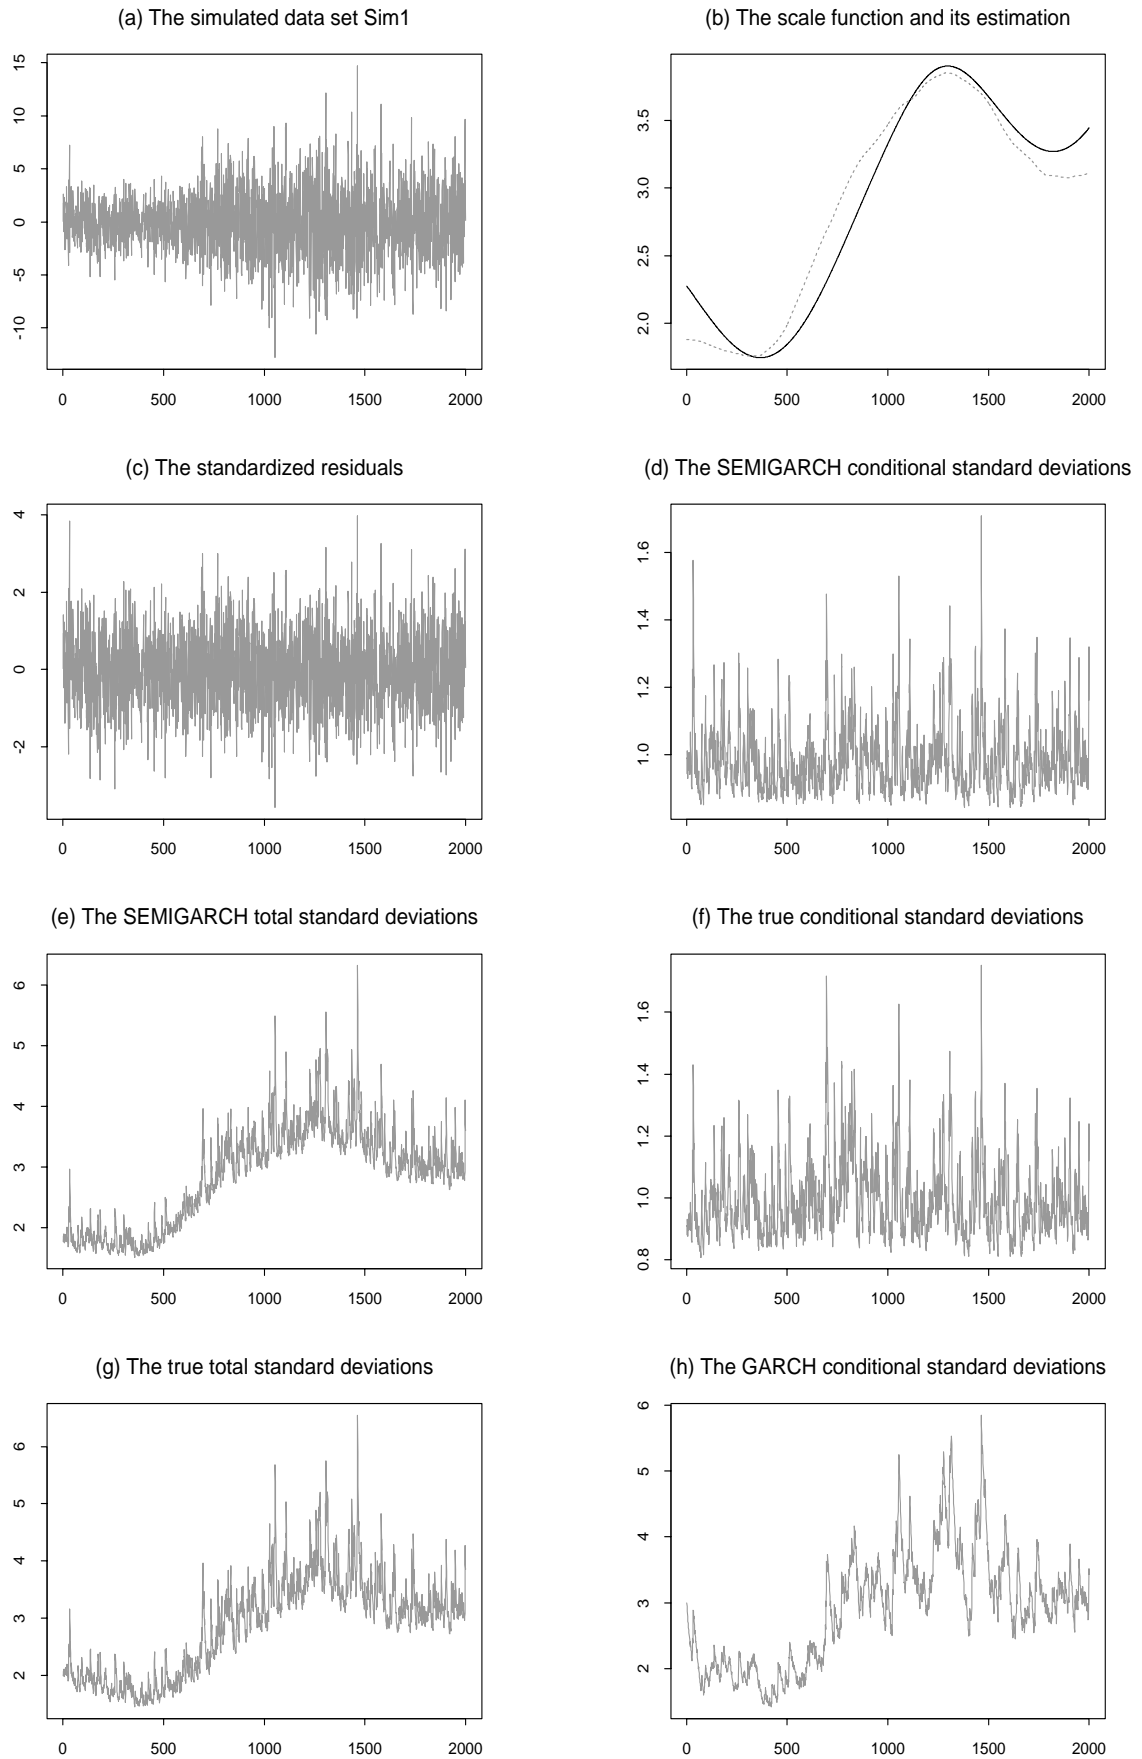 (a) The simulated data set Sim1
(b) The scale function and its estimation
15
10
5
0
-5
-10
0 500 1000 1500 2000
3.5
3.0
2.5
2.0
0 500 1000 1500 2000
(c) The standardized residuals
(d) The SEMIGARCH conditional standard deviations
4
2
0
-2
0 500 1000 1500 2000
1.6
1.4
1.2
1.0
0 500 1000 1500 2000
(e) The SEMIGARCH total standard deviations
(f) The true conditional standard deviations
6
5
4
3
2
0 500 1000 1500 2000
1.6
1.4
1.2
1.0
0.8
0 500 1000 1500 2000
(g) The true total standard deviations
(h) The GARCH conditional standard deviations
6
5
4
3
2
0 500 1000 1500 2000
6
5
4
3
2
0 500 1000 1500 2000